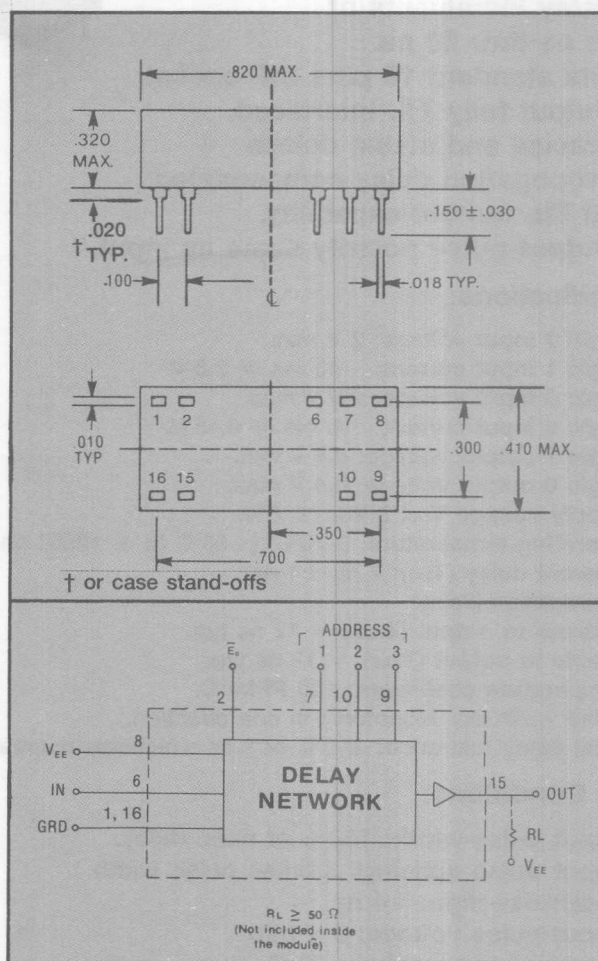 .820 MAX.
.320
MAX.
† .020
TYP.
.100
.150 ± .030
.018 TYP.
℄
1 2 6 7 8
.010
TYP
.300
.410 MAX.
16 15 10 9
.350
.700
† or case stand-offs
ADDRESS
E̅s 1 2 3
2 7 10 9
VEE 8
IN 6
GRD 1, 16
DELAY
NETWORK
15 OUT
RL
VEE
RL ≥ 50 Ω
(Not included inside
the module)